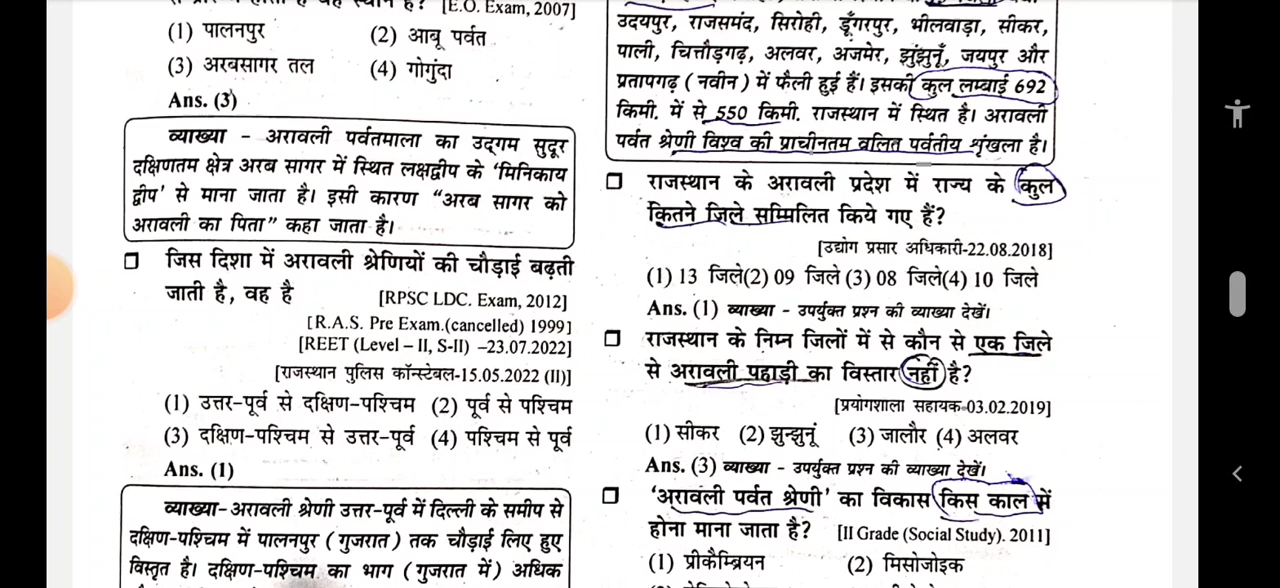 [E.O. Exam, 2007]
(1) पालनपुर (2) आबू पर्वत
(3) अरबसागर तल (4) गोगुंदा
Ans. (3)
व्याख्या - अरावली पर्वतमाला का उद्गम सुदूर
दक्षिणतम क्षेत्र अरब सागर में स्थित लक्षद्वीप के ‘मिनिकाय
द्वीप’ से माना जाता है। इसी कारण “अरब सागर को
अरावली का पिता” कहा जाता है।
जिस दिशा में अरावली श्रेणियों की चौड़ाई बढ़ती
जाती है, वह है [RPSC LDC. Exam, 2012]
[R.A.S. Pre Exam.(cancelled) 1999]
[REET (Level – II, S-II) –23.07.2022]
[राजस्थान पुलिस कॉन्स्टेबल-15.05.2022 (II)]
(1) उत्तर-पूर्व से दक्षिण-पश्चिम (2) पूर्व से पश्चिम
(3) दक्षिण-पश्चिम से उत्तर-पूर्व (4) पश्चिम से पूर्व
Ans. (1)
व्याख्या-अरावली श्रेणी उत्तर-पूर्व में दिल्ली के समीप से
दक्षिण-पश्चिम में पालनपुर (गुजरात) तक चौड़ाई लिए हुए
विस्तृत है। दक्षिण-पश्चिम का भाग (गुजरात में) अधिक
उदयपुर, राजसमंद, सिरोही, डूँगरपुर, भीलवाड़ा, सीकर,
पाली, चित्तौड़गढ़, अलवर, अजमेर, झुंझुनूँ, जयपुर और
प्रतापगढ़ (नवीन) में फैली हुई हैं। इसकी कुल लम्बाई 692
किमी. में से 550 किमी. राजस्थान में स्थित है। अरावली
पर्वत श्रेणी विश्व की प्राचीनतम वलित पर्वतीय शृंखला है।
राजस्थान के अरावली प्रदेश में राज्य के कुल
कितने जिले सम्मिलित किये गए हैं?
[उद्योग प्रसार अधिकारी-22.08.2018]
(1) 13 जिले(2) 09 जिले (3) 08 जिले(4) 10 जिले
Ans. (1) व्याख्या - उपर्युक्त प्रश्न की व्याख्या देखें।
राजस्थान के निम्न जिलों में से कौन से एक जिले
से अरावली पहाड़ी का विस्तार नहीं है?
[प्रयोगशाला सहायक-03.02.2019]
(1) सीकर (2) झुन्झुनूं (3) जालौर (4) अलवर
Ans. (3) व्याख्या - उपर्युक्त प्रश्न की व्याख्या देखें।
‘अरावली पर्वत श्रेणी’ का विकास किस काल में
होना माना जाता है? [II Grade (Social Study). 2011]
(1) प्रीकैम्ब्रियन (2) मिसोजोइक